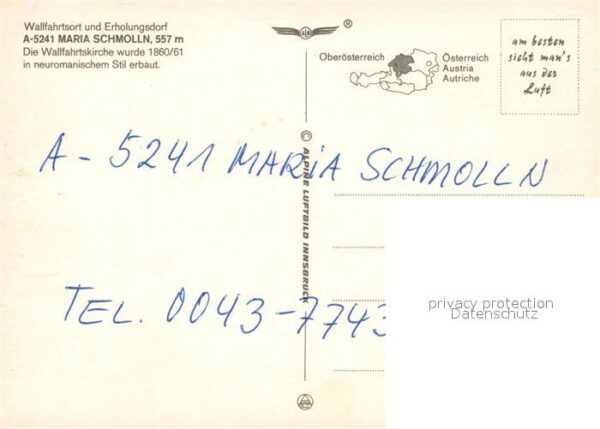 Wallfahrtsort und Erholungsdorf
A-5241 MARIA SCHMOLLN, 557 m
Die Wallfahrtskirche wurde 1860/61
in neuromanischem Stil erbaut.
®
Oberösterreich
Österreich
Austria
Autriche
am besten
sieht man's
aus der
Luft
A - 5241 MARIA SCHMOLLN
© ALPINE LUFTBILD INNSBRUCK
TEL. 0043-7743
privacy protection
Datenschutz